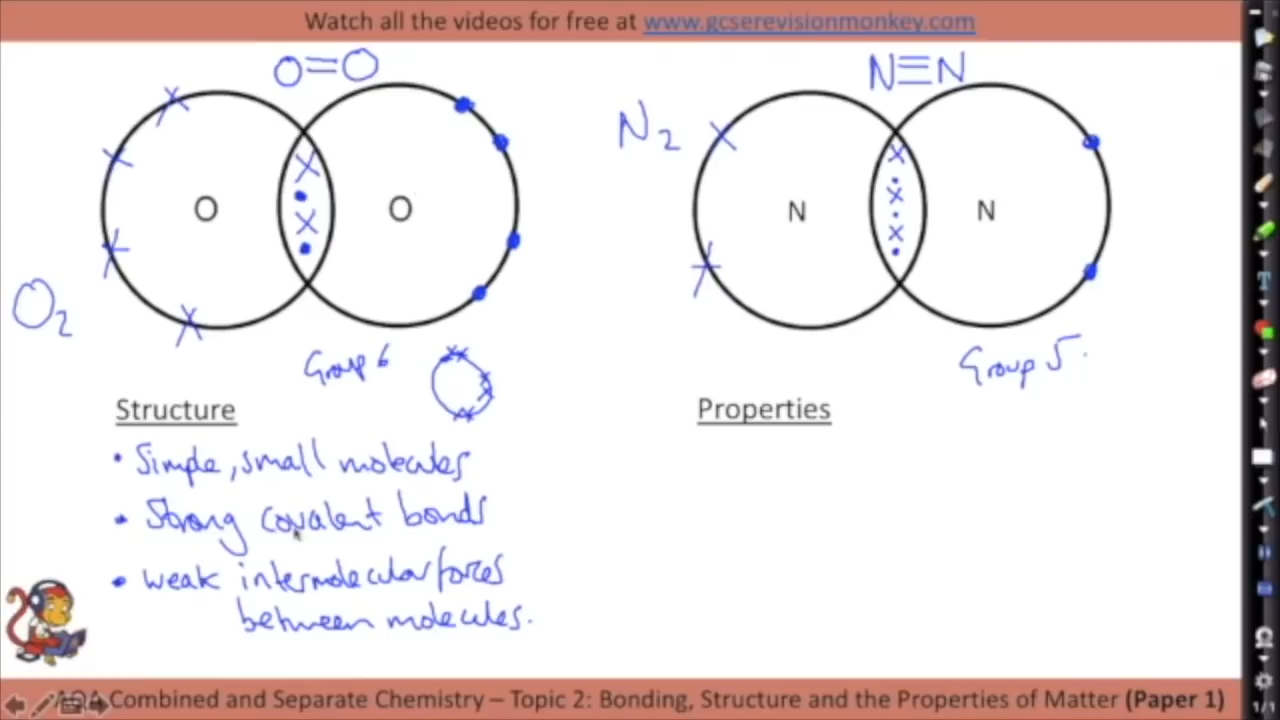 Watch all the videos for free at www.gcserevisionmonkey.com
O=O
N≡N
O₂
O
O
N₂
N
N
Group 6
Group 5.
Structure
• Simple, small molecules
• Strong covalent bonds
• weak intermolecular forces
between molecules.
Properties
AQA Combined and Separate Chemistry – Topic 2: Bonding, Structure and the Properties of Matter (Paper 1)
1/1